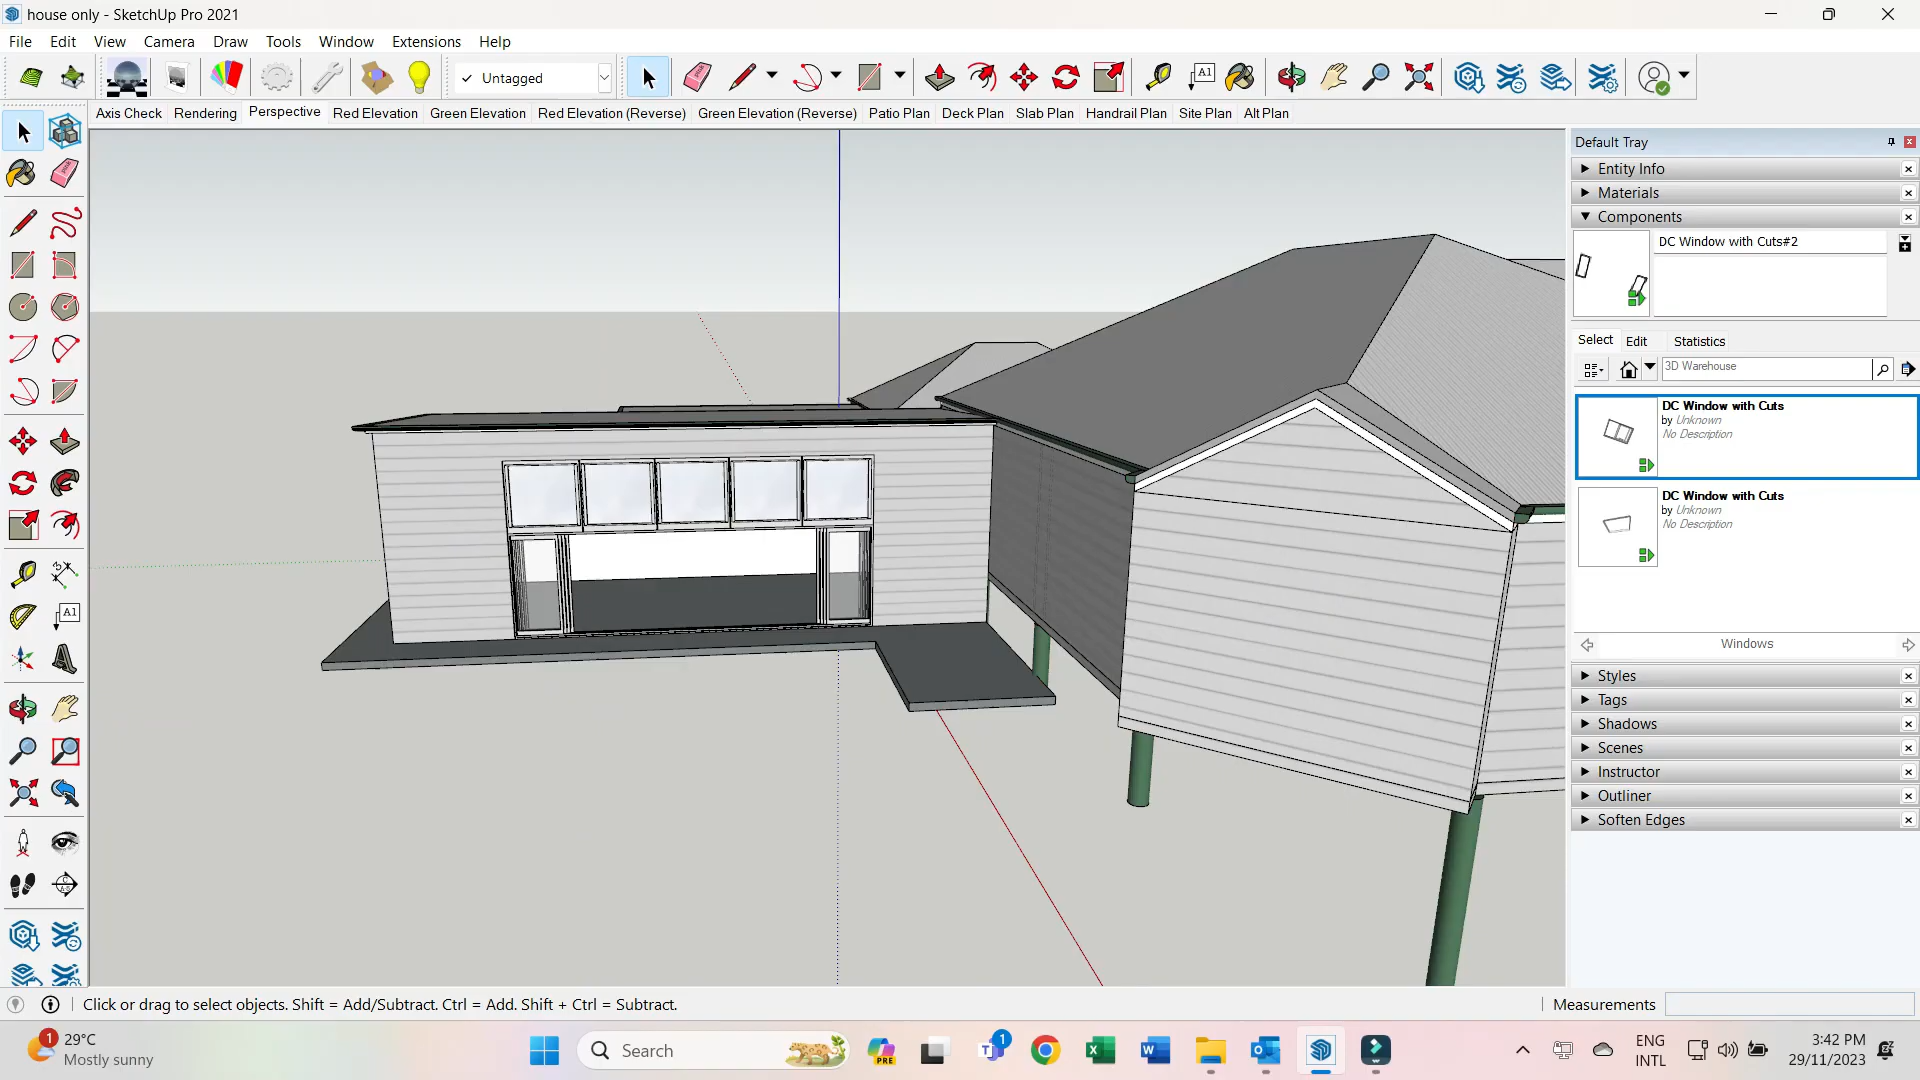 house only - SketchUp Pro 2021
File Edit View Camera Draw Tools Window Extensions Help
Untagged
A1
Axis Check Rendering Perspective Red Elevation Green Elevation Red Elevation (Reverse) Green Elevation (Reverse) Patio Plan Deck Plan Slab Plan Handrail Plan Site Plan Alt Plan
Default Tray
Entity Info
Materials
Components
DC Window with Cuts#2
Select Edit Statistics
3D Warehouse
DC Window with Cuts
by Unknown
No Description
DC Window with Cuts
by Unknown
No Description
Windows
Styles
Tags
Shadows
Scenes
Instructor
Outliner
Soften Edges
A1
Click or drag to select objects. Shift = Add/Subtract. Ctrl = Add. Shift + Ctrl = Subtract.
Measurements
1
29°C
Mostly sunny
Search
PRE
1
ENG
INTL
3:42 PM
29/11/2023